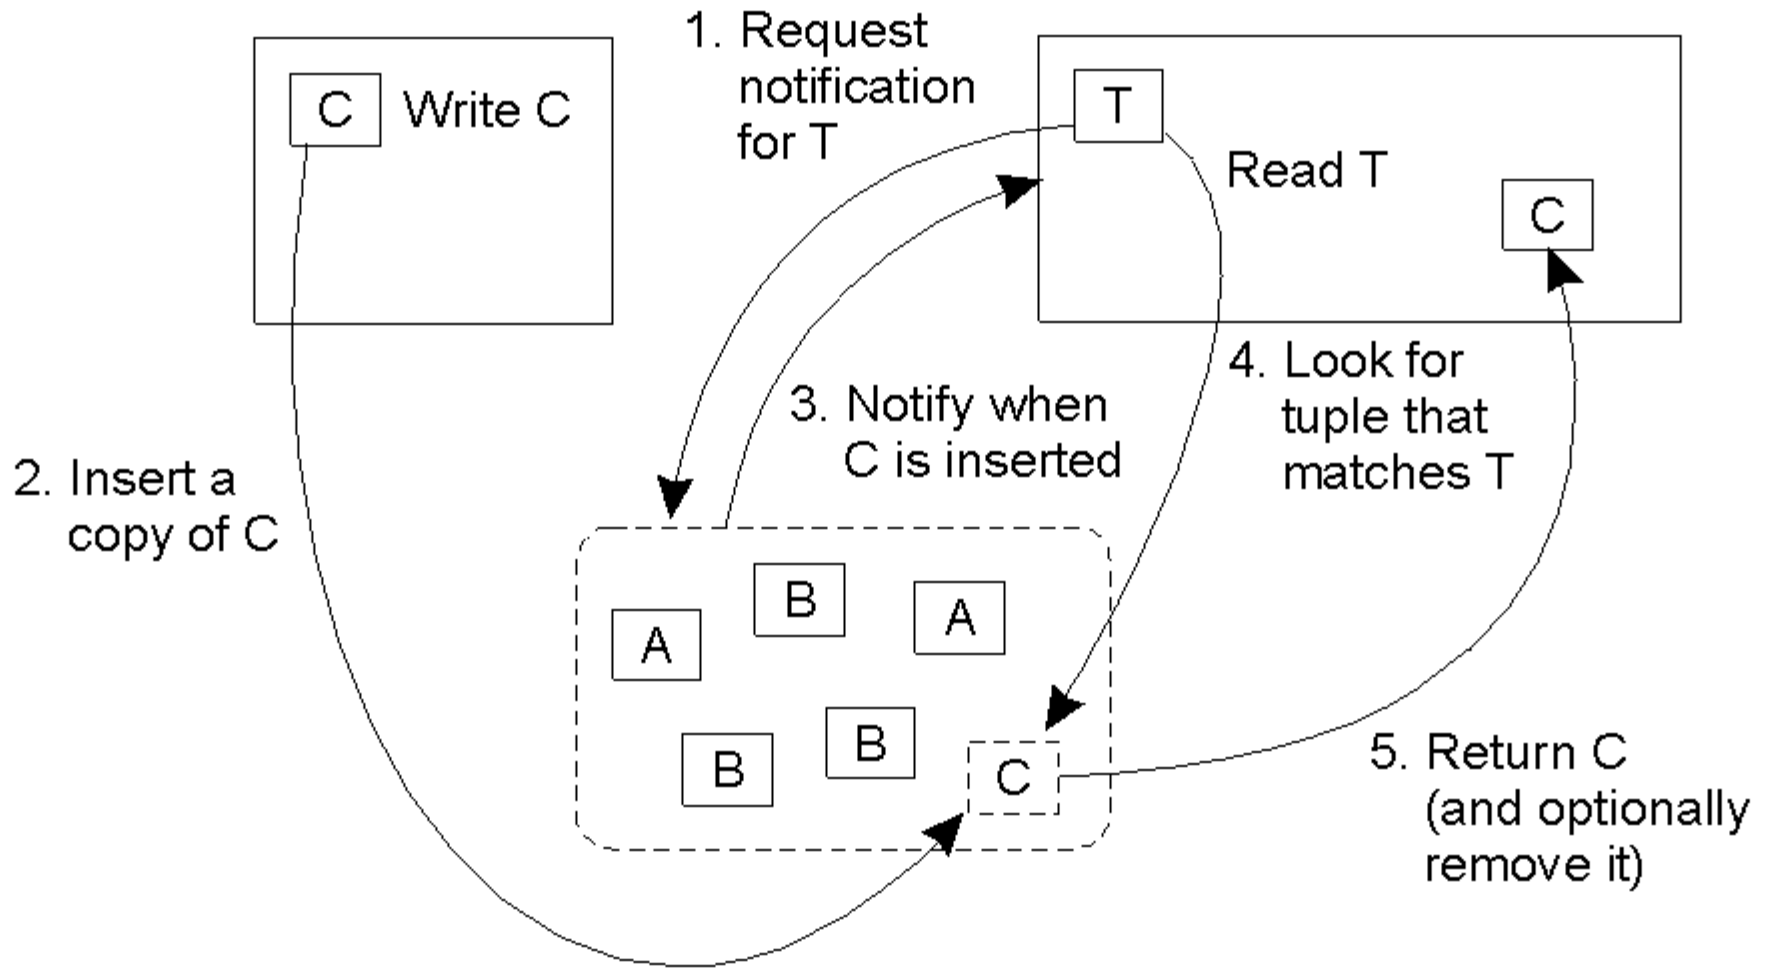 1. Request
notification
for T
C
Write C
T
Read T
C
2. Insert a
copy of C
3. Notify when
C is inserted
4. Look for
tuple that
matches T
A
B
A
B
B
C
5. Return C
(and optionally
remove it)